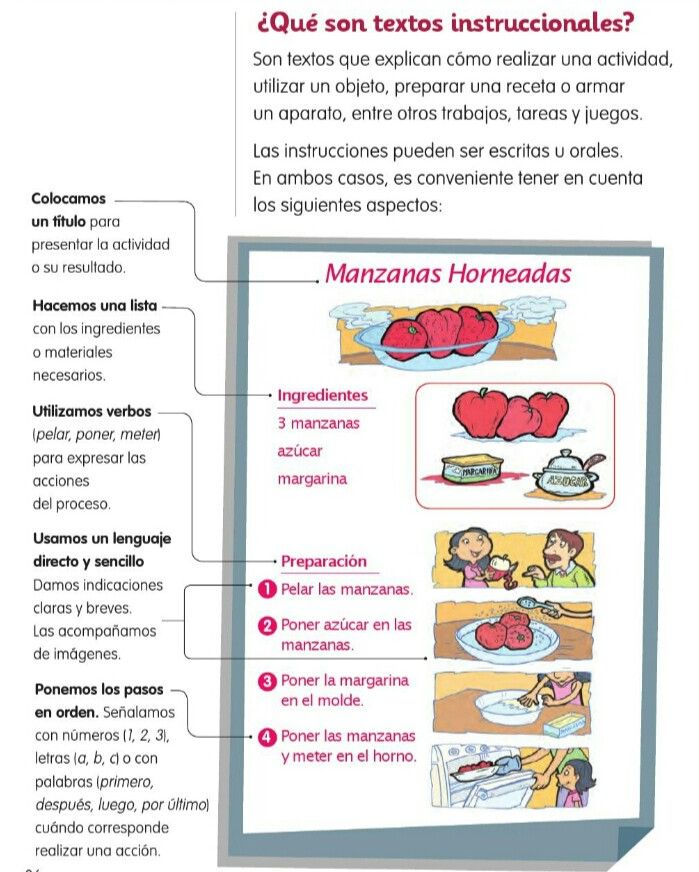 ¿Qué son textos instruccionales?
Son textos que explican cómo realizar una actividad,
utilizar un objeto, preparar una receta o armar
un aparato, entre otros trabajos, tareas y juegos.
Las instrucciones pueden ser escritas u orales.
En ambos casos, es conveniente tener en cuenta
los siguientes aspectos:
Colocamos
un título para
presentar la actividad
o su resultado.
Hacemos una lista
con los ingredientes
o materiales
necesarios.
Utilizamos verbos
(pelar, poner, meter)
para expresar las
acciones
del proceso.
Usamos un lenguaje
directo y sencillo
Damos indicaciones
claras y breves.
Las acompañamos
de imágenes.
Ponemos los pasos
en orden. Señalamos
con números (1, 2, 3),
letras (a, b, c) o con
palabras (primero,
después, luego, por último)
cuándo corresponde
realizar una acción.
Manzanas Horneadas
Ingredientes
3 manzanas
azúcar
margarina
MARGARINA
AZUCAR
Preparación
1 Pelar las manzanas.
2 Poner azúcar en las
manzanas.
3 Poner la margarina
en el molde.
4 Poner las manzanas
y meter en el horno.